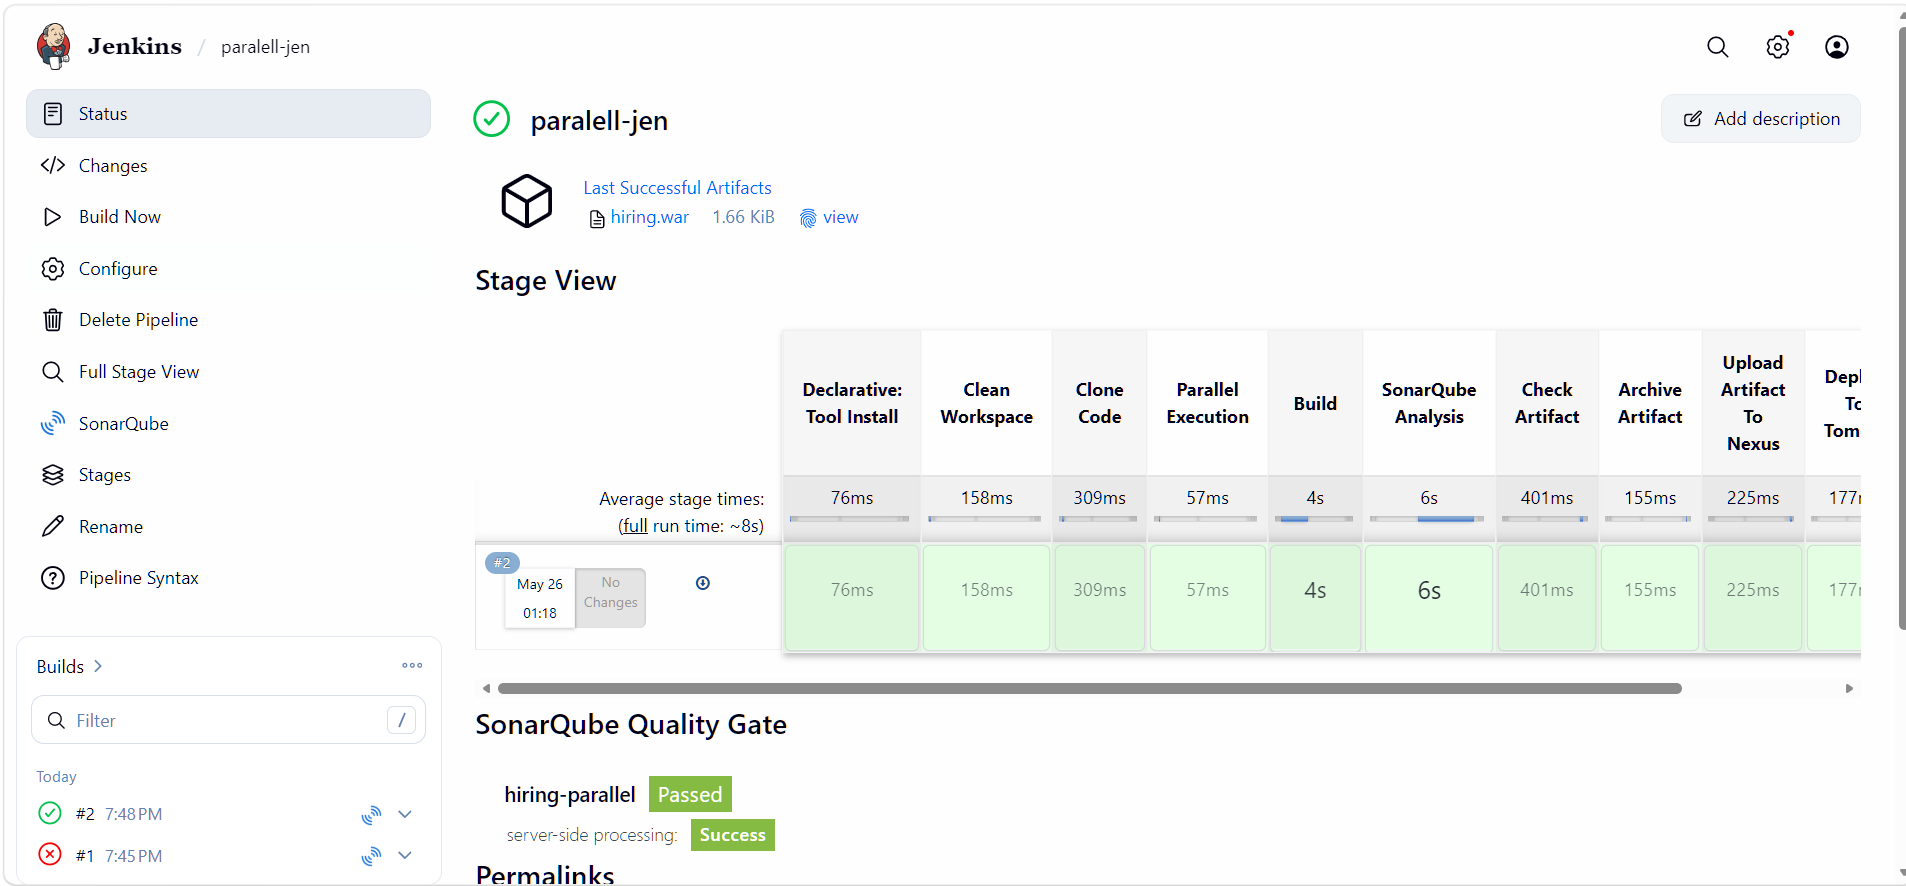 Jenkins / paralell-jen
Status
Changes
Build Now
Configure
Delete Pipeline
Full Stage View
SonarQube
Stages
Rename
Pipeline Syntax
Builds
Filter /
Today
#2 7:48 PM
#1 7:45 PM
paralell-jen
Add description
Last Successful Artifacts
hiring.war 1.66 KiB view
Stage View
Declarative:
Tool Install
Clean
Workspace
Clone
Code
Parallel
Execution
Build
SonarQube
Analysis
Check
Artifact
Archive
Artifact
Upload
Artifact
To
Nexus
Depl
To
Tom
Average stage times:
(full run time: ~8s)
76ms 158ms 309ms 57ms 4s 6s 401ms 155ms 225ms 177
#2
May 26
01:18
No
Changes
76ms 158ms 309ms 57ms 4s 6s 401ms 155ms 225ms 177
SonarQube Quality Gate
hiring-parallel Passed
server-side processing: Success
Permalinks